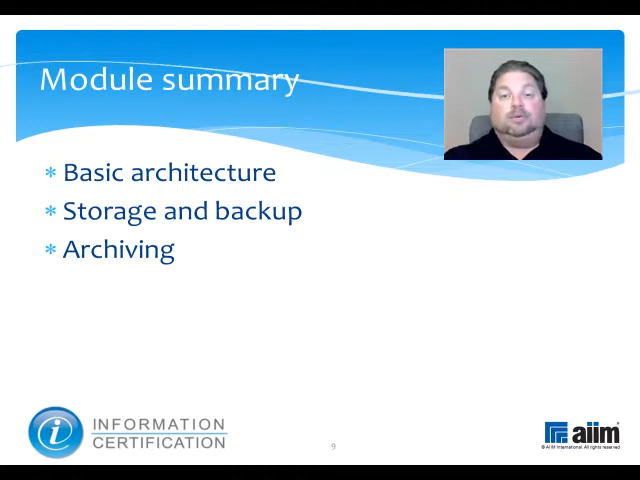 Module summary
* Basic architecture
* Storage and backup
* Archiving
i
INFORMATION
CERTIFICATION
9
aiim
© AIIM International. All rights reserved